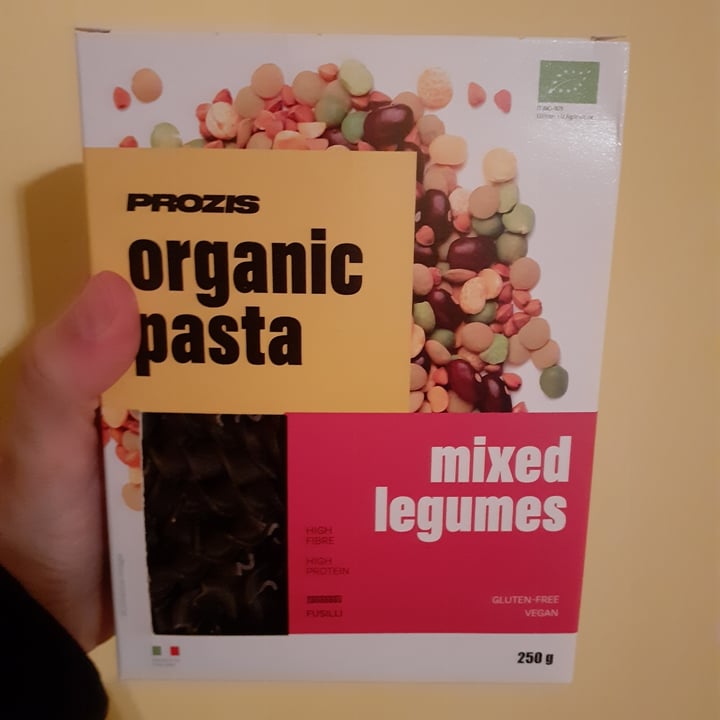 PROZIS
organic
pasta
mixed
legumes
HIGH
FIBRE
HIGH
PROTEIN
FUSILLI
GLUTEN-FREE
VEGAN
250 g